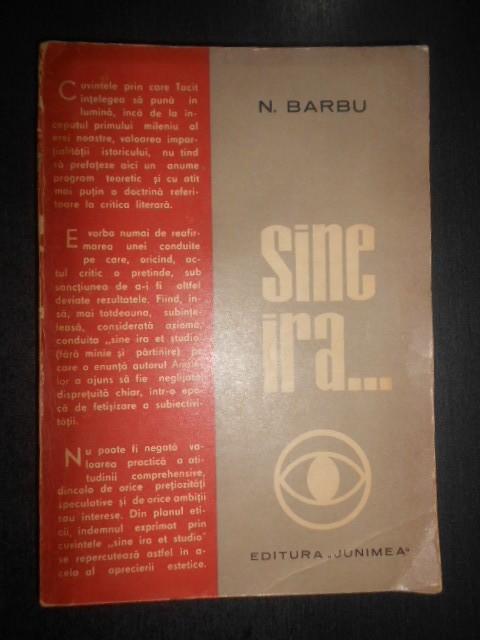 Cuvintele prin care Tacit
înțelegea să pună in
lumină, încă de la în-
ceputul primului mileniu al
erei noastre, valoarea impar-
țialității istoricului, nu tind
să prefațeze aici un anume
program teoretic și cu atît
mai puțin o doctrină referi-
toare la critica literară.
E vorba numai de reafir-
marea unei conduite
pe care, oricînd, ac-
tul critic o pretinde, sub
sancțiunea de a-i fi altfel
deviate rezultatele. Fiind, în-
să, mai totdeauna, subînțe-
leasă, considerată axiomă,
conduita „sine ira et studio"
(fără mînie și părtinire) pe
care o enunță autorul Anale-
lor a ajuns să fie neglijată,
disprețuită chiar, într-o epo-
că de fetișizare a subiectivi-
tății.
Nu poate fi negată va-
loarea practică a ati-
tudinii comprehensive,
dincolo de orice prețiozități
speculative și de orice ambiții
sau interese. Din planul eti-
cii, îndemnul exprimat prin
cuvintele „sine ira et studio"
se repercutează astfel în a-
cela al aprecierii estetice.
N. BARBU
sine
ira...
EDITURA „JUNIMEA"